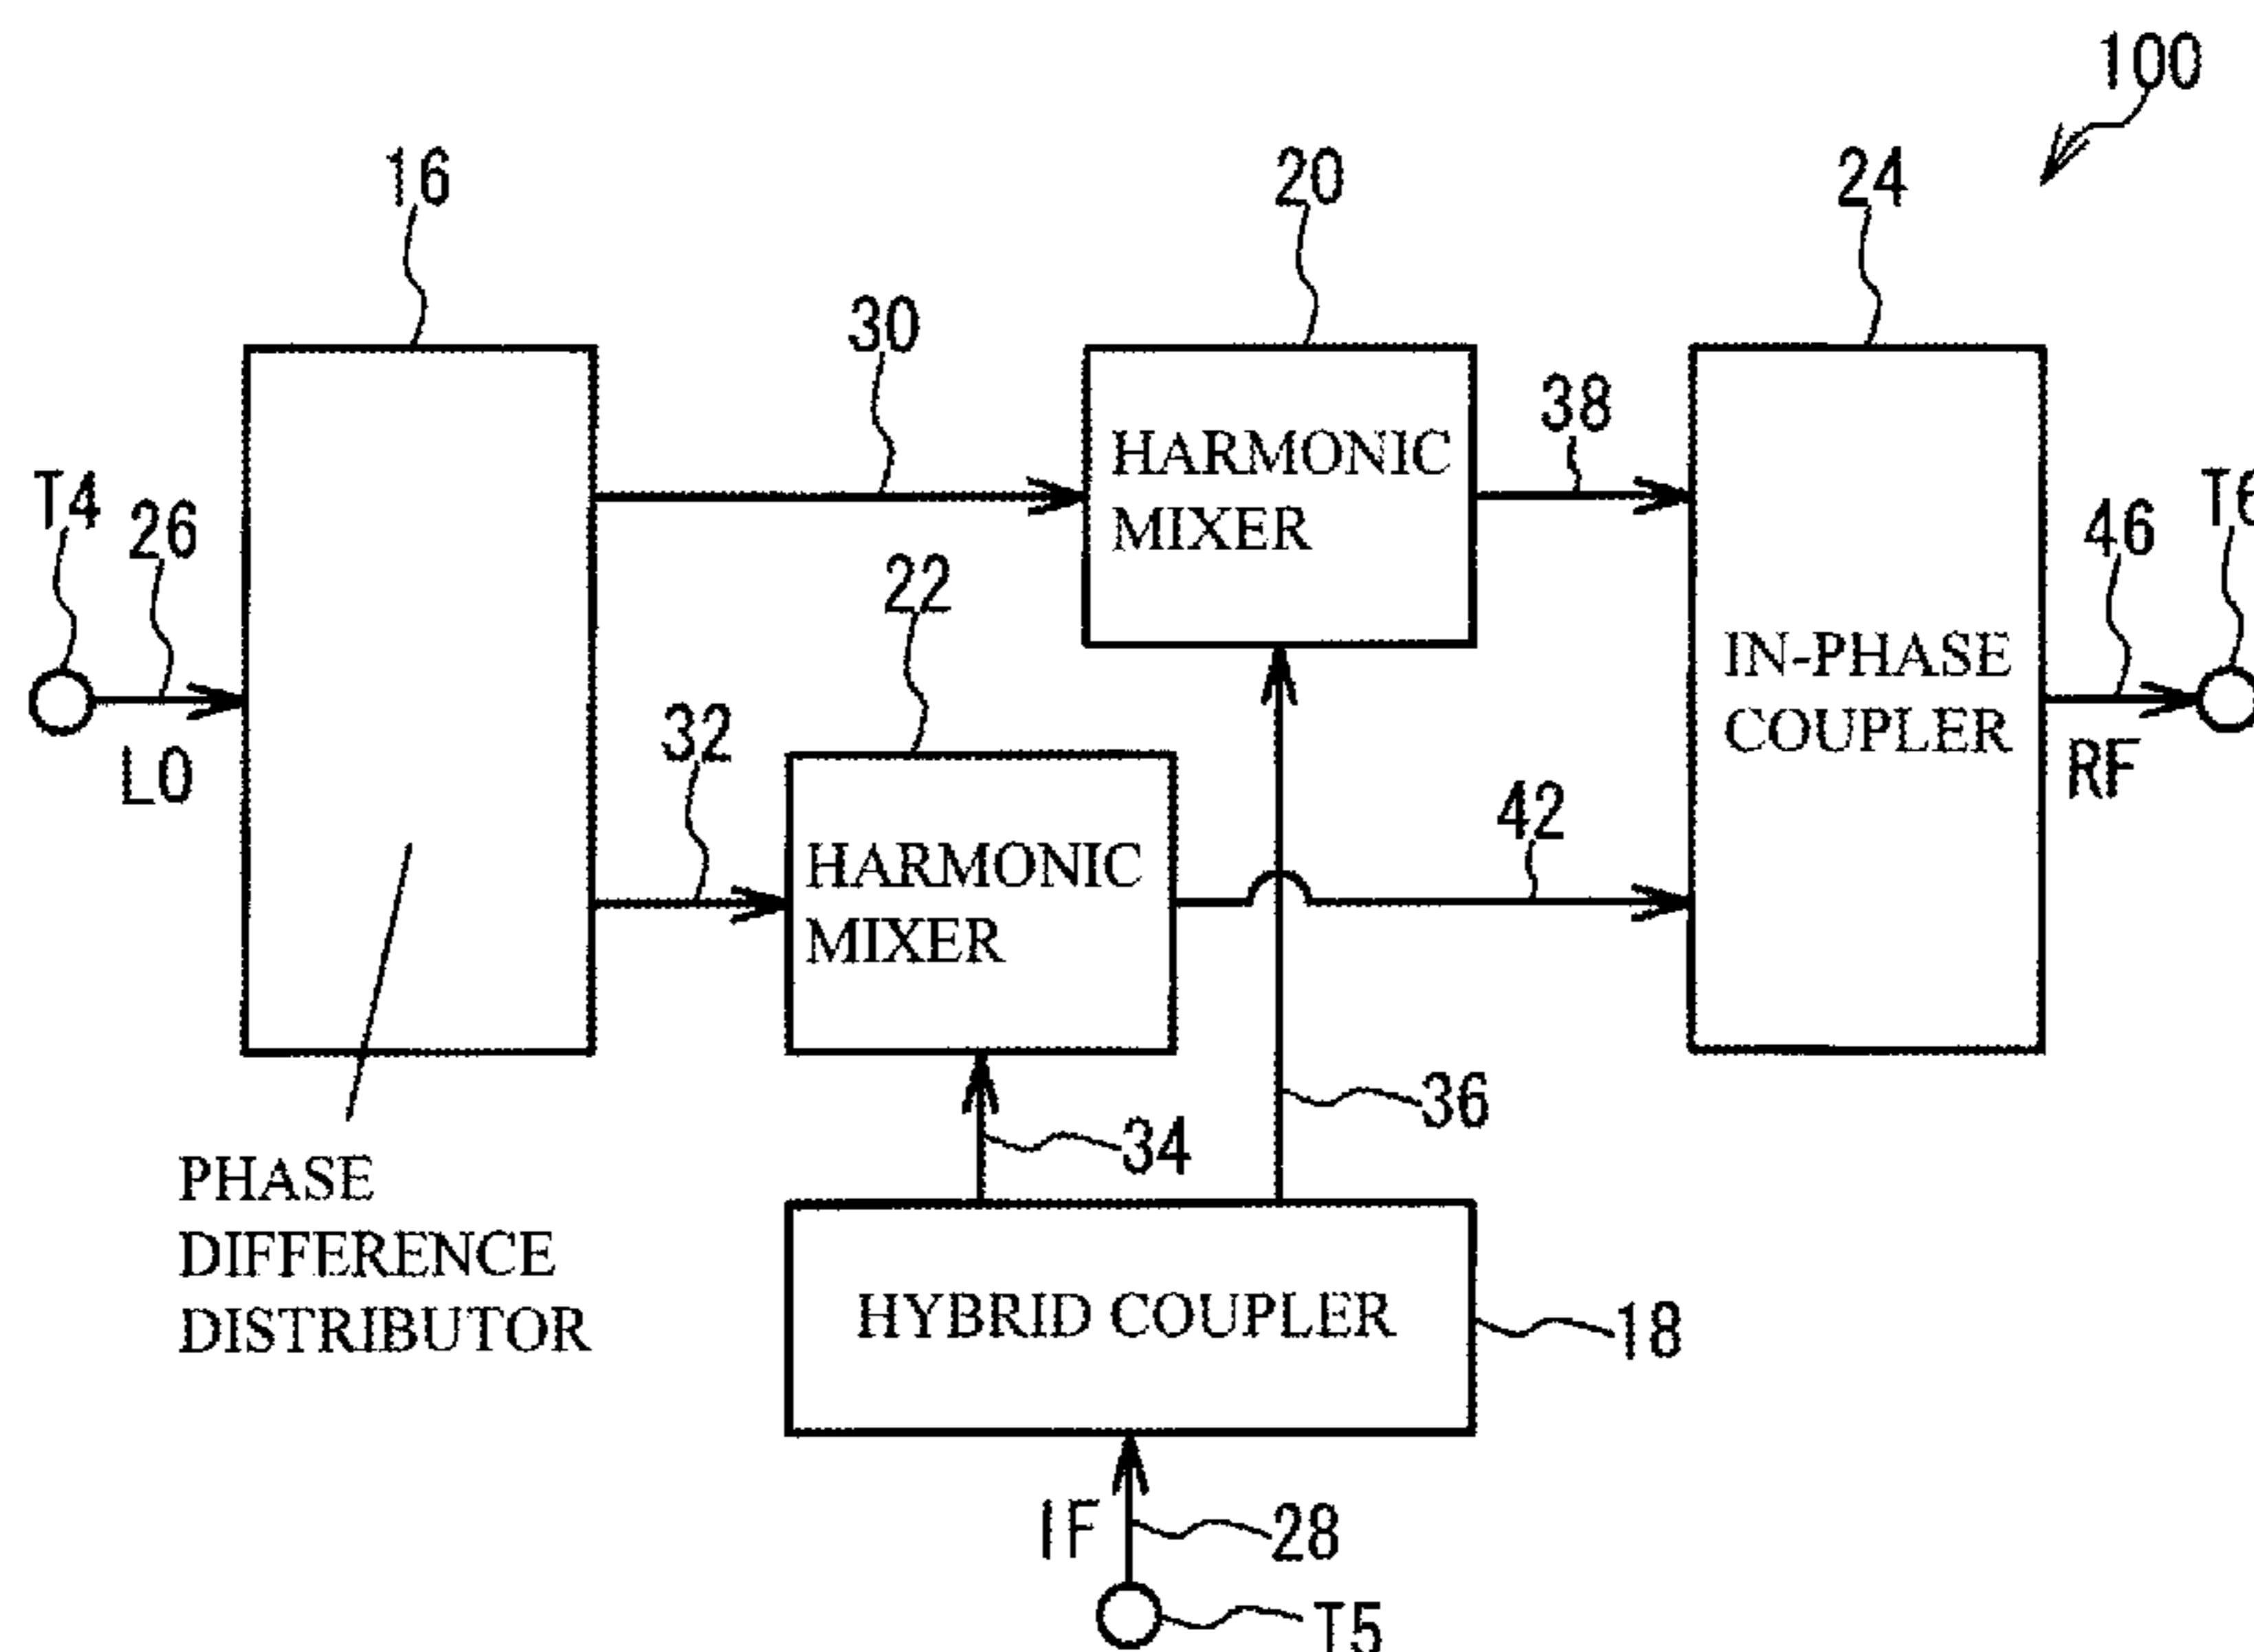 100
16
20
24
30
38
HARMONIC
MIXER
T4
26
46
T6
22
IN-PHASE
COUPLER
LO
32
RF
42
HARMONIC
MIXER
36
34
PHASE
DIFFERENCE
DISTRIBUTOR
HYBRID COUPLER
18
IF
28
T5